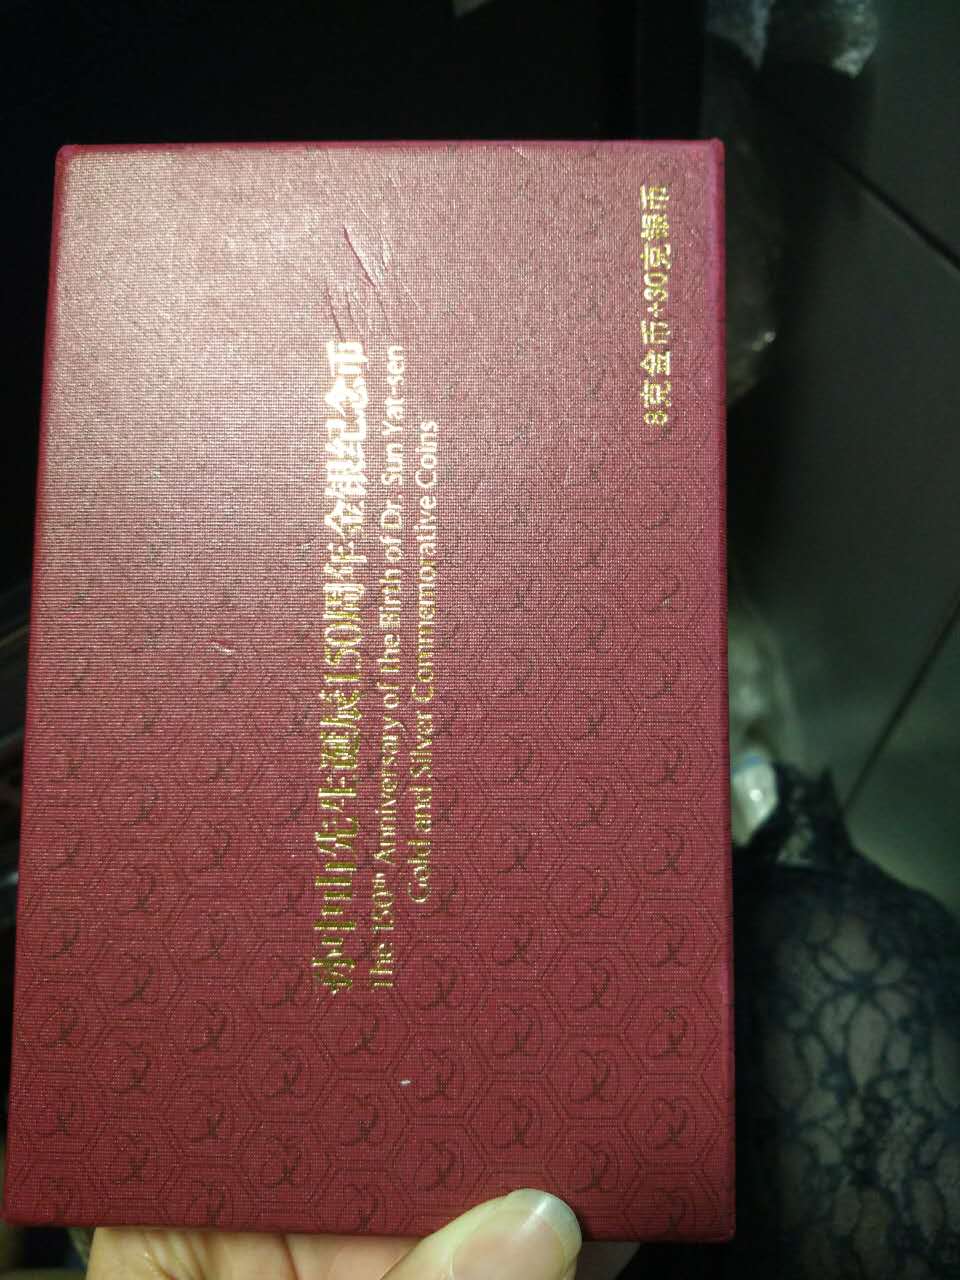 孙中山先生诞辰150周年金银纪念币
The 150th Anniversary of the Birth of Dr. Sun Yat-sen
Gold and Silver Commemorative Coins
8克金币+30克银币